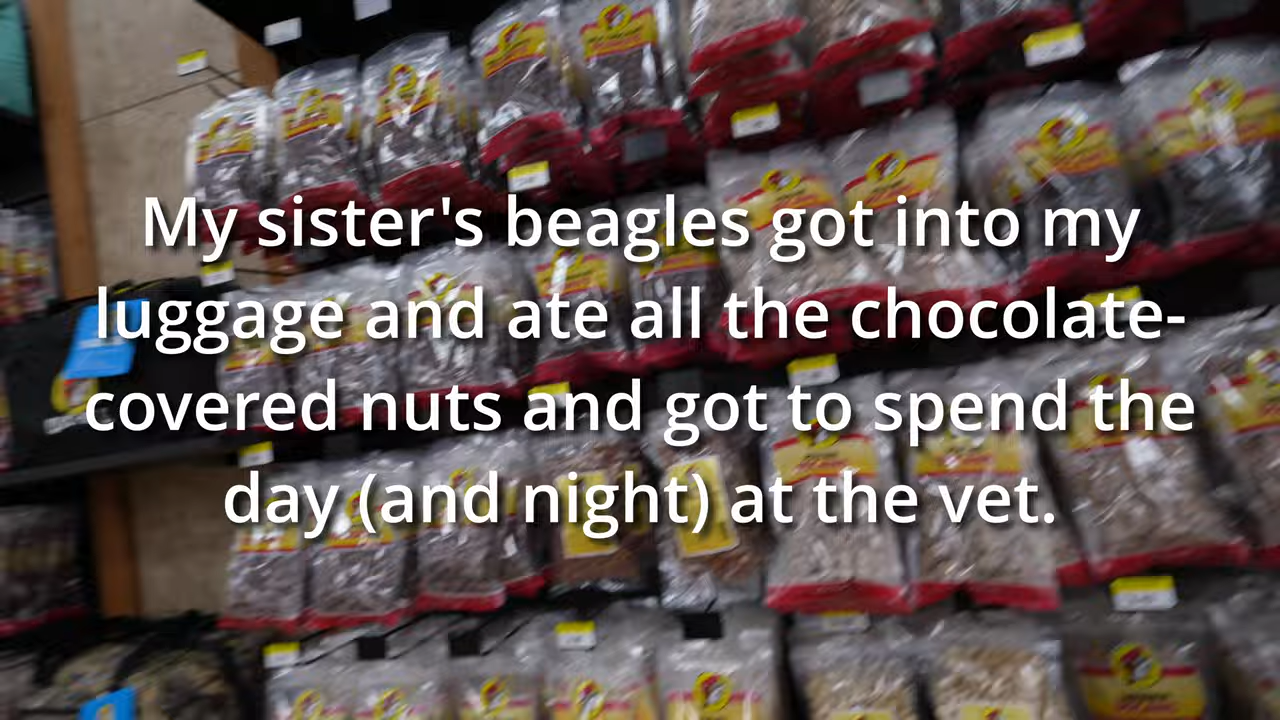 My sister's beagles got into my
luggage and ate all the chocolate-
covered nuts and got to spend the
day (and night) at the vet.